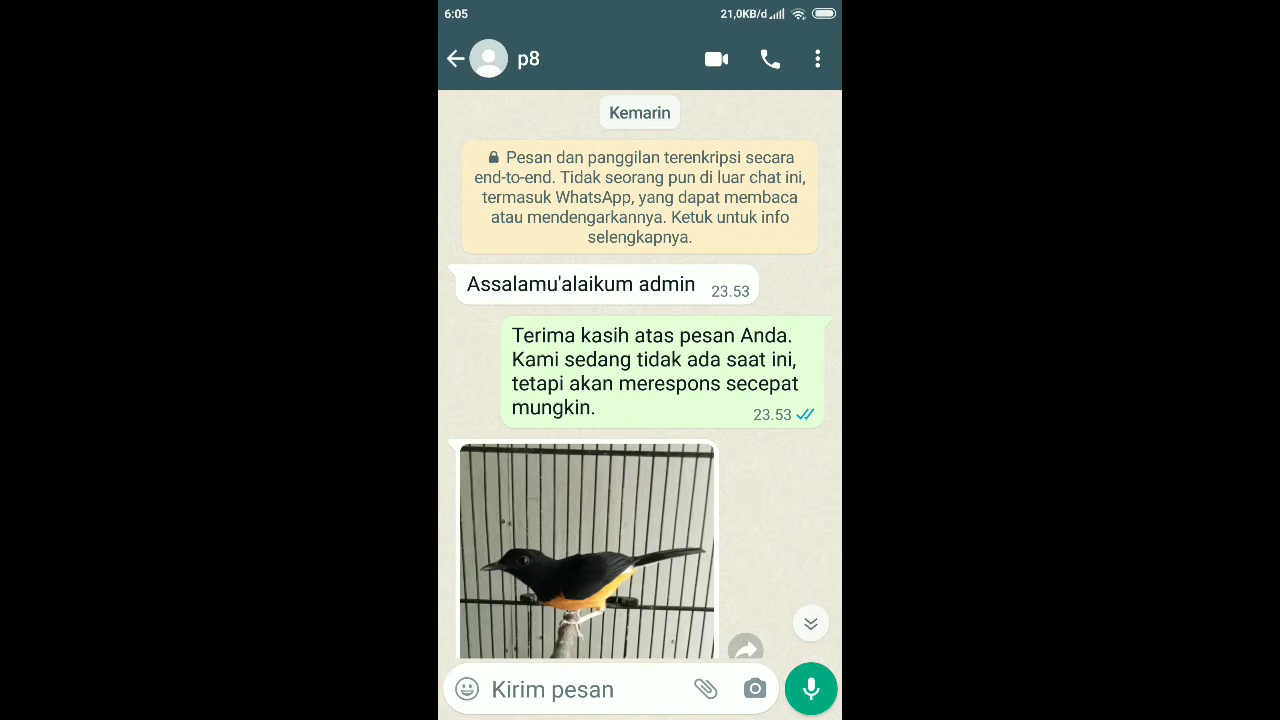 6:05
21,0KB/d
p8
Kemarin
Pesan dan panggilan terenkripsi secara
end-to-end. Tidak seorang pun di luar chat ini,
termasuk WhatsApp, yang dapat membaca
atau mendengarkannya. Ketuk untuk info
selengkapnya.
Assalamu'alaikum admin
23.53
Terima kasih atas pesan Anda.
Kami sedang tidak ada saat ini,
tetapi akan merespons secepat
mungkin.
23.53
Kirim pesan